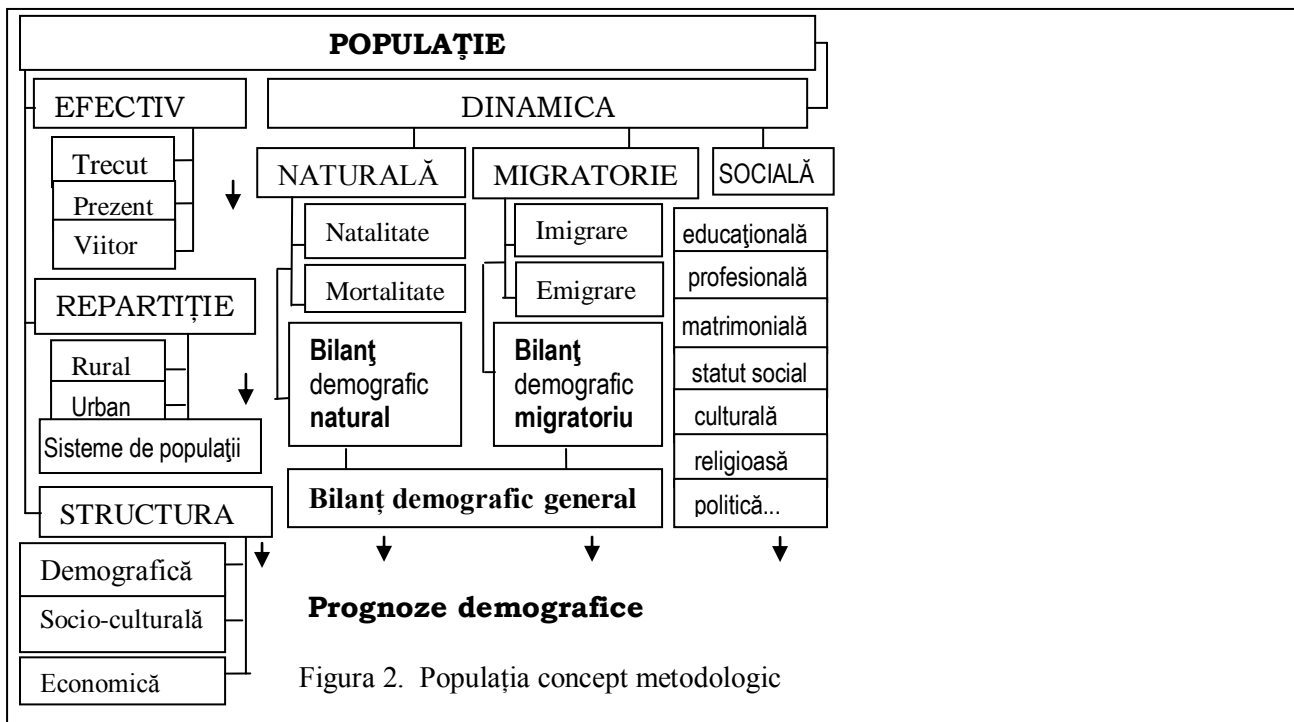 POPULAŢIE
EFECTIV
Trecut
Prezent
Viitor
REPARTIȚIE
Rural
Urban
Sisteme de populaţii
STRUCTURA
Demografică
Socio-culturală
Economică
DINAMICA
NATURALĂ
Natalitate
Mortalitate
Bilanţ
demografic
natural
MIGRATORIE
Imigrare
Emigrare
Bilanţ
demografic
migratoriu
Bilanț demografic general
SOCIALĂ
educaţională
profesională
matrimonială
statut social
culturală
religioasă
politică...
Prognoze demografice
Figura 2. Populația concept metodologic